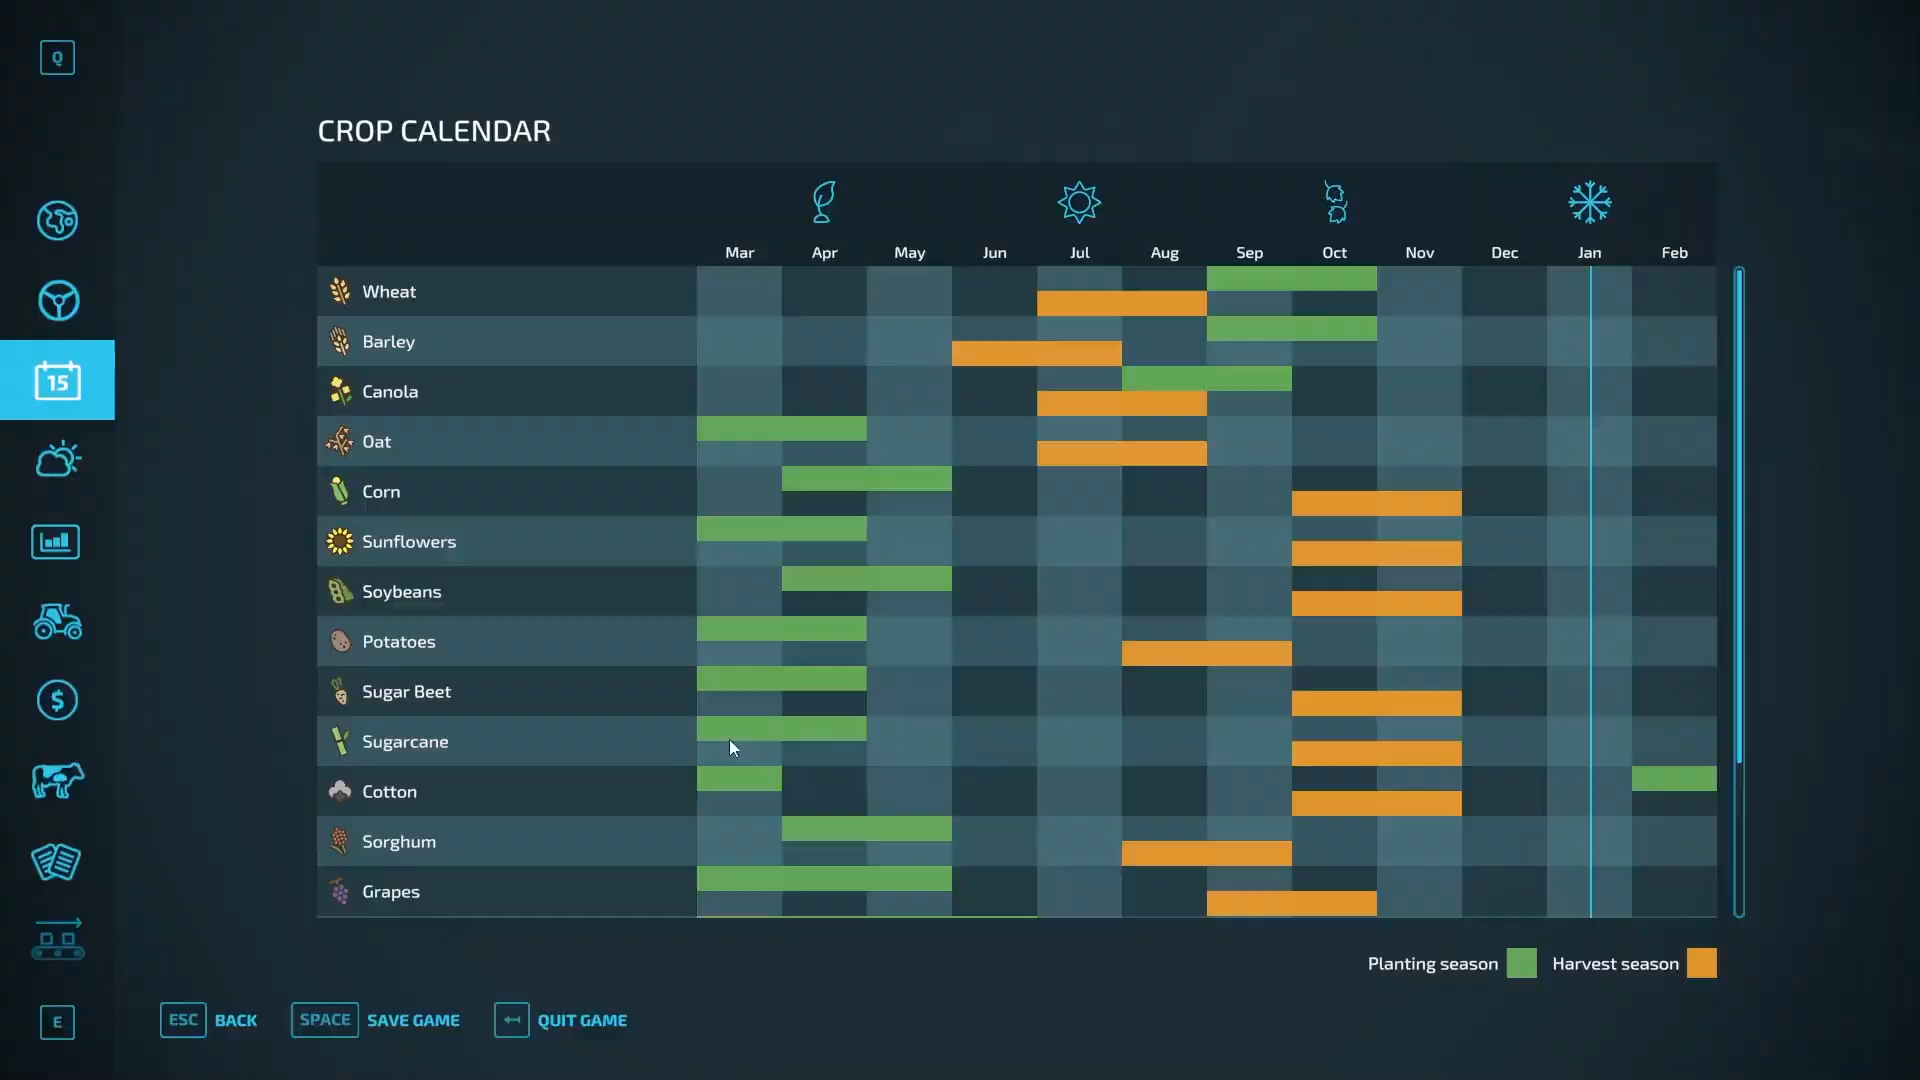 Q
CROP CALENDAR
Mar Apr May Jun Jul Aug Sep Oct Nov Dec Jan Feb
Wheat
Barley
15
Canola
Oat
Corn
Sunflowers
Soybeans
Potatoes
Sugar Beet
$
Sugarcane
Cotton
Sorghum
Grapes
Planting season Harvest season
E
ESC BACK SPACE SAVE GAME QUIT GAME